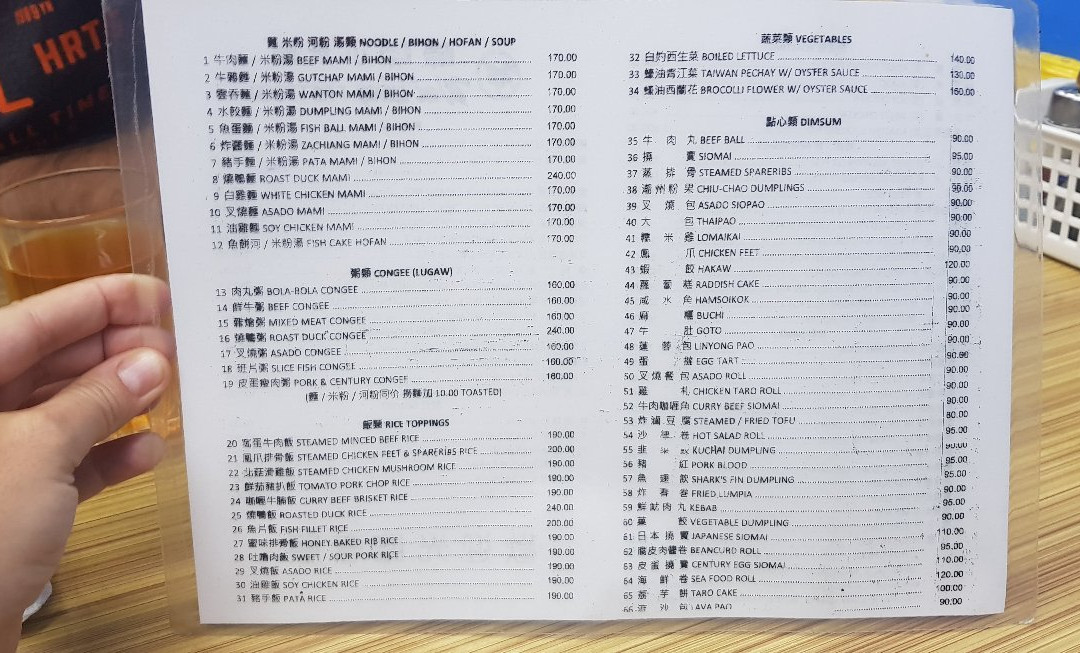 麵 米粉 河粉 湯類 NOODLE / BIHON / HOFAN / SOUP
1 牛肉麵 / 米粉湯 BEEF MAMI / BIHON 170.00
2 牛雜麵 / 米粉湯 GUTCHAP MAMI / BIHON 170.00
3 雲吞麵 / 米粉湯 WANTON MAMI / BIHON 170.00
4 水餃麵 / 米粉湯 DUMPLING MAMI / BIHON 170.00
5 魚蛋麵 / 米粉湯 FISH BALL MAMI / BIHON 170.00
6 炸醬麵 / 米粉湯 ZACHIANG MAMI / BIHON 170.00
7 豬手麵 / 米粉湯 PATA MAMI / BIHON 170.00
8 燒鴨麵 ROAST DUCK MAMI 240.00
9 白雞麵 WHITE CHICKEN MAMI 170.00
10 叉燒麵 ASADO MAMI 170.00
11 油雞麵 SOY CHICKEN MAMI 170.00
12 魚餅河 / 米粉湯 FISH CAKE HOFAN 170.00
粥類 CONGEE (LUGAW)
13 肉丸粥 BOLA-BOLA CONGEE 160.00
14 鮮牛粥 BEEF CONGEE 160.00
15 雜燴粥 MIXED MEAT CONGEE 160.00
16 燒鴨粥 ROAST DUCK CONGEE 240.00
17 叉燒粥 ASADO CONGEE 160.00
18 班片粥 SLICE FISH CONGEE 160.00
19 皮蛋瘦肉粥 PORK & CENTURY CONGEE 160.00
(麵 / 米粉 / 河粉同价 撈麵加 10.00 TOASTED)
飯類 RICE TOPPINGS
20 窩蛋牛肉飯 STEAMED MINCED BEEF RICE 190.00
21 鳳爪排骨飯 STEAMED CHICKEN FEET & SPARERIBS RICE 200.00
22 北菇滑雞飯 STEAMED CHICKEN MUSHROOM RICE 190.00
23 鮮茄豬扒飯 TOMATO PORK CHOP RICE 190.00
24 咖喱牛腩飯 CURRY BEEF BRISKET RICE 190.00
25 燒鴨飯 ROASTED DUCK RICE 240.00
26 魚片飯 FISH FILLET RICE 200.00
27 蜜味排骨飯 HONEY BAKED RIB RICE 190.00
28 咕嚕肉飯 SWEET / SOUR PORK RICE 190.00
29 叉燒飯 ASADO RICE 190.00
30 油雞飯 SOY CHICKEN RICE 190.00
31 豬手飯 PATA RICE 190.00
蔬菜類 VEGETABLES
32 白灼西生菜 BOILED LETTUCE 140.00
33 蠔油青江菜 TAIWAN PECHAY W/ OYSTER SAUCE 130.00
34 蠔油西蘭花 BROCOLLI FLOWER W/ OYSTER SAUCE
點心類 DIMSUM
35 牛 肉 丸 BEEF BALL 90.00
36 燒 賣 SIOMAI 95.00
37 蒸 排 骨 STEAMED SPARERIBS 90.00
38 潮州粉菓 CHIU-CHAO DUMPLINGS 90.00
39 叉 燒 包 ASADO SIOPAO 90.00
40 大 包 THAIPAO 90.00
41 糯 米 雞 LOMAIKAI 90.00
42 鳳 爪 CHICKEN FEET 90.00
43 蝦 餃 HAKAW 120.00
44 蘿 蔔 糕 RADDISH CAKE 90.00
45 咸 水 角 HAMSOIKOK 90.00
46 麻 糰 BUCHI 90.00
47 牛 肚 GOTO 90.00
48 蓮 蓉 包 LINYONG PAO 90.00
49 蛋 撻 EGG TART 90.00
50 叉燒餐 包 ASADO ROLL 90.00
51 雞 札 CHICKEN TARO ROLL 90.00
52 牛肉咖喱角 CURRY BEEF SIOMAI 90.00
53 炸 滷 豆 腐 STEAMED / FRIED TOFU 80.00
54 沙 律 卷 HOT SALAD ROLL 95.00
55 韭 米 餃 KUCHAI DUMPLING 90.00
56 豬 紅 PORK BLOOD 95.00
57 魚 翅 餃 SHARK'S FIN DUMPLING 95.00
58 炸 春 卷 FRIED LUMPIA 90.00
59 鮮味肉丸 KEBAB 95.00
60 菜 餃 VEGETABLE DUMPLING 90.00
61 日本 燒 賣 JAPANESE SIOMAI 110.00
62 腐皮肉醬卷 BEANCURD ROLL 95.00
63 皮蛋 燒 賣 CENTURY EGG SIOMAI 110.00
64 海 鮮 卷 SEA FOOD ROLL 120.00
65 荔 芋 餅 TARO CAKE 100.00
66 流 沙 包 LAVA PAO 90.00